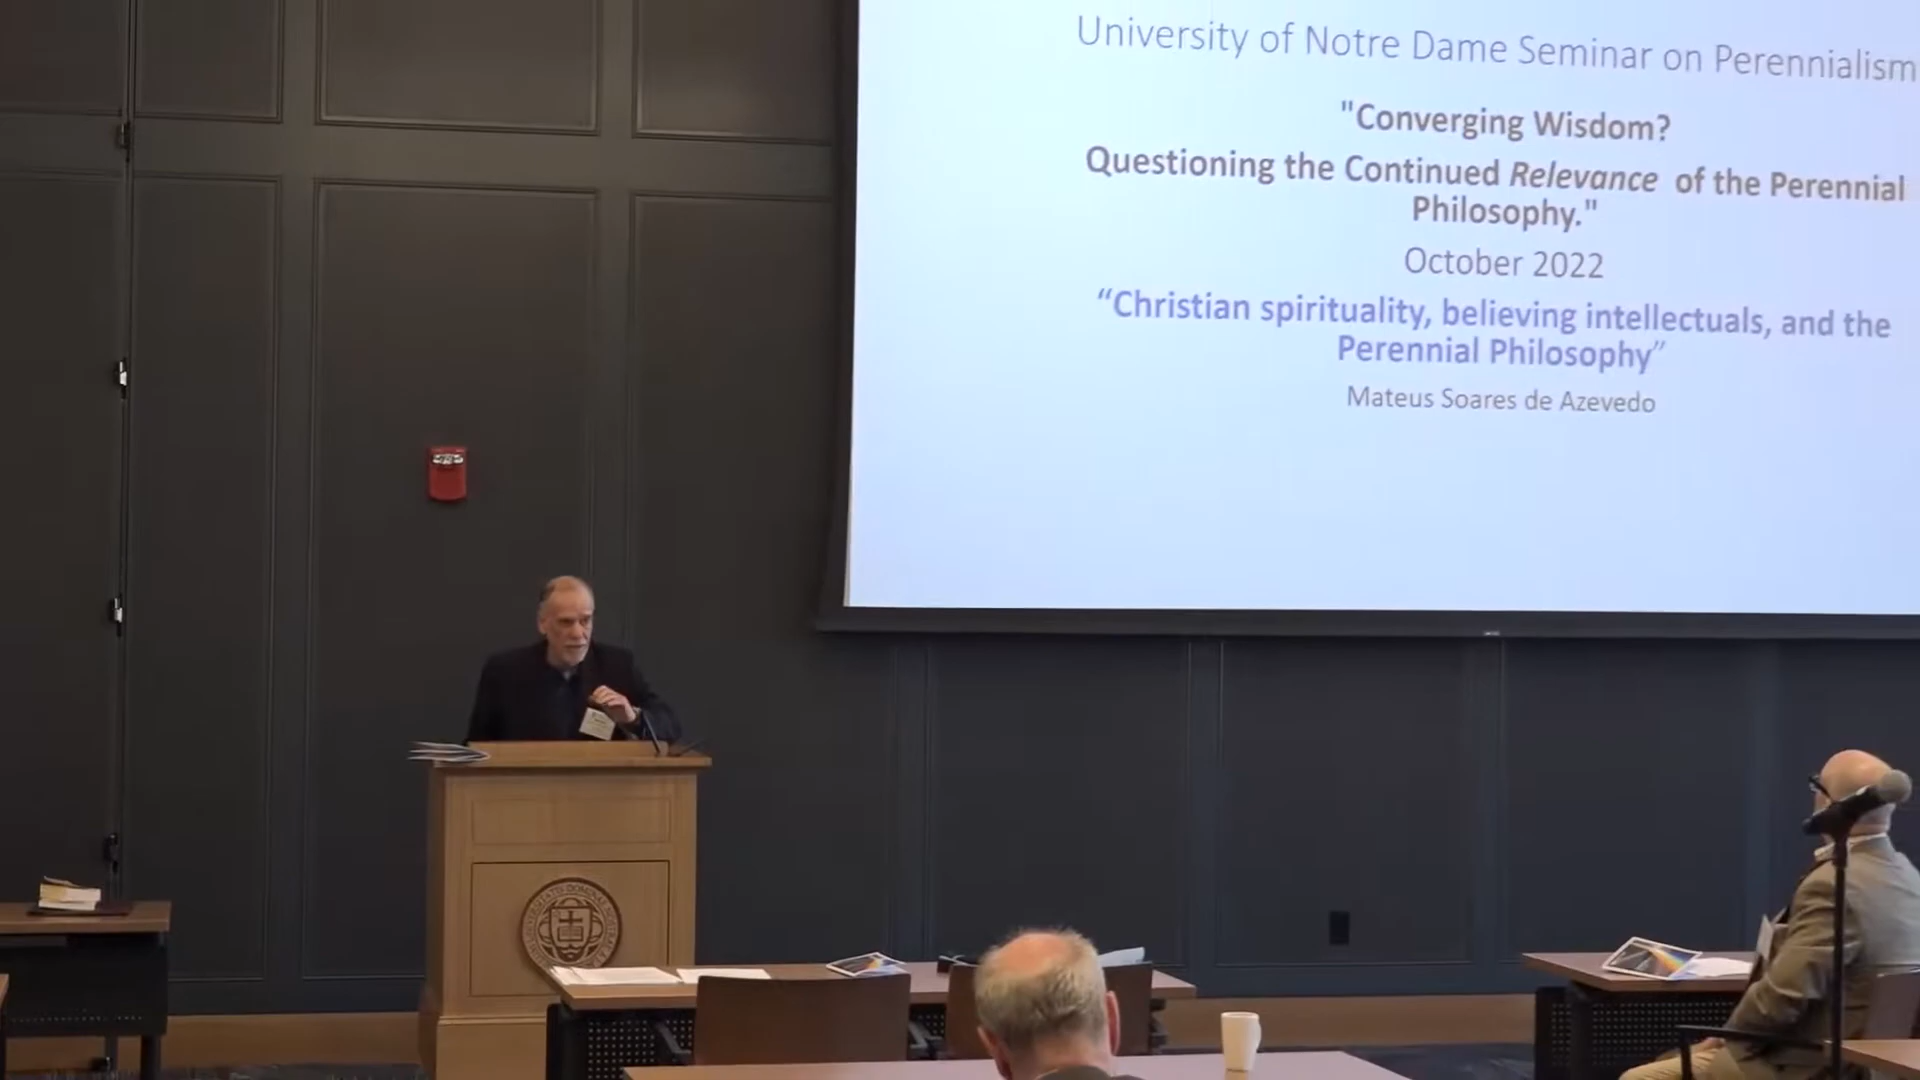 University of Notre Dame Seminar on Perennialism
"Converging Wisdom?
Questioning the Continued Relevance of the Perennial
Philosophy."
October 2022
“Christian spirituality, believing intellectuals, and the
Perennial Philosophy”
Mateus Soares de Azevedo